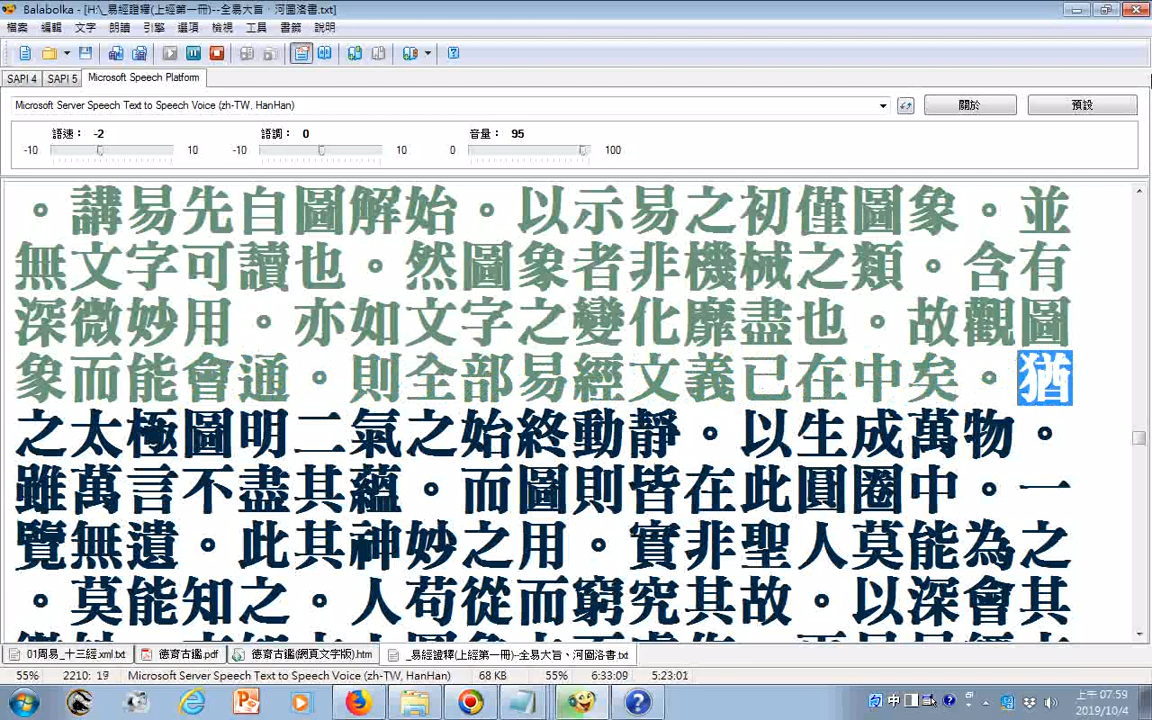 Balabolka - [H:\_易經證釋(上經第一冊)--全易大旨．河圖洛書.txt]
檔案 編輯 文字 朗讀 引擎 選項 檢視 工具 書籤 說明
SAPI 4 SAPI 5 Microsoft Speech Platform
Microsoft Server Speech Text to Speech Voice (zh-TW, HanHan) 關於 預設
語速： -2 語調： 0 音量： 95
-10 10 -10 10 0 100
。講易先自圖解始。以示易之初僅圖象。並
無文字可讀也。然圖象者非機械之類。含有
深微妙用。亦如文字之變化靡盡也。故觀圖
象而能會通。則全部易經文義已在中矣。猶
之太極圖明二氣之始終動靜。以生成萬物。
雖萬言不盡其蘊。而圖則皆在此圓圈中。一
覽無遺。此其神妙之用。實非聖人莫能為之
。莫能知之。人苟從而窮究其故。以深會其
01周易_十三經.xml.txt 德育古鑑.pdf 德育古鑑(網頁文字版).htm _易經證釋(上經第一冊)-全易大旨、河圖洛書.txt
55% 2210: 19 Microsoft Server Speech Text to Speech Voice (zh-TW, HanHan) 68 KB 55% 6:33:09 5:23:01
中 上午 07:59
2019/10/4